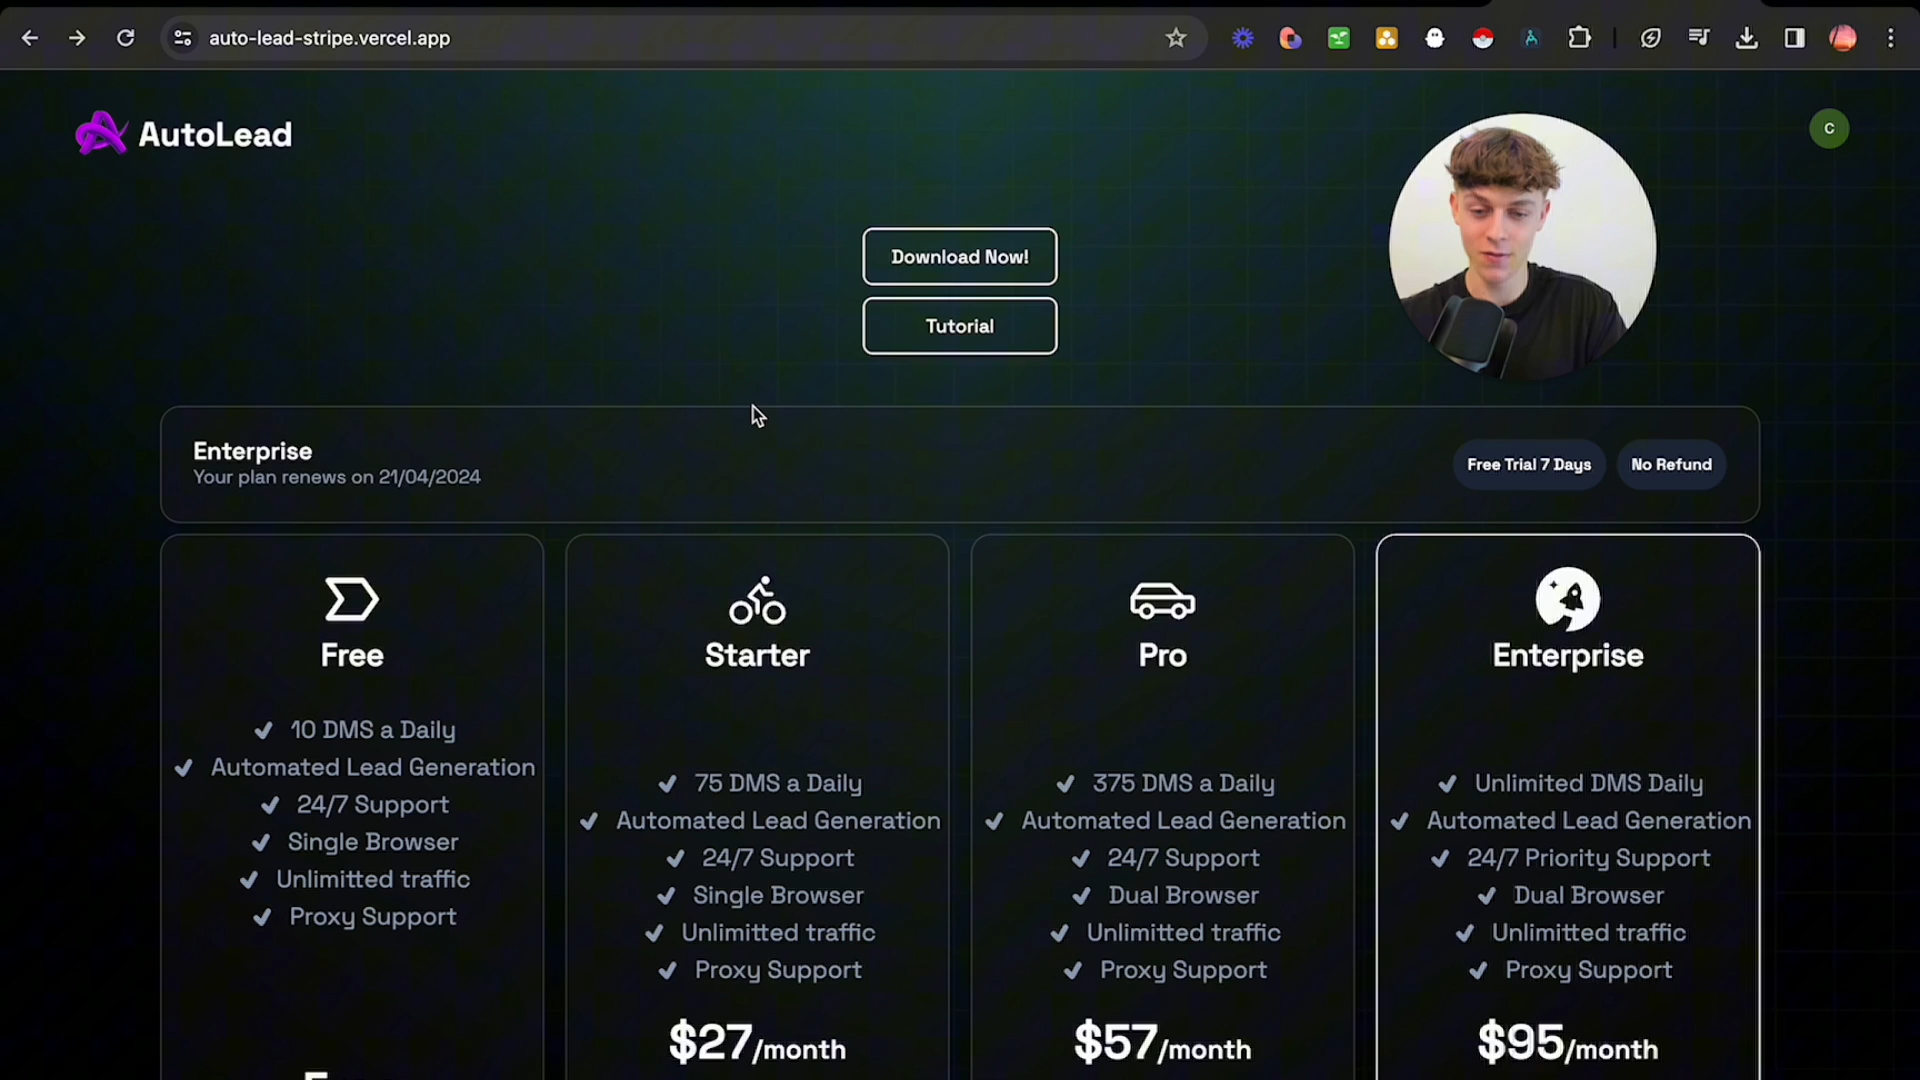 auto-lead-stripe.vercel.app
AutoLead
C
Download Now!
Tutorial
Enterprise
Your plan renews on 21/04/2024
Free Trial 7 Days
No Refund
Free
10 DMS a Daily
Automated Lead Generation
24/7 Support
Single Browser
Unlimitted traffic
Proxy Support
Starter
75 DMS a Daily
Automated Lead Generation
24/7 Support
Single Browser
Unlimitted traffic
Proxy Support
$27/month
Pro
375 DMS a Daily
Automated Lead Generation
24/7 Support
Dual Browser
Unlimitted traffic
Proxy Support
$57/month
Enterprise
Unlimited DMS Daily
Automated Lead Generation
24/7 Priority Support
Dual Browser
Unlimitted traffic
Proxy Support
$95/month